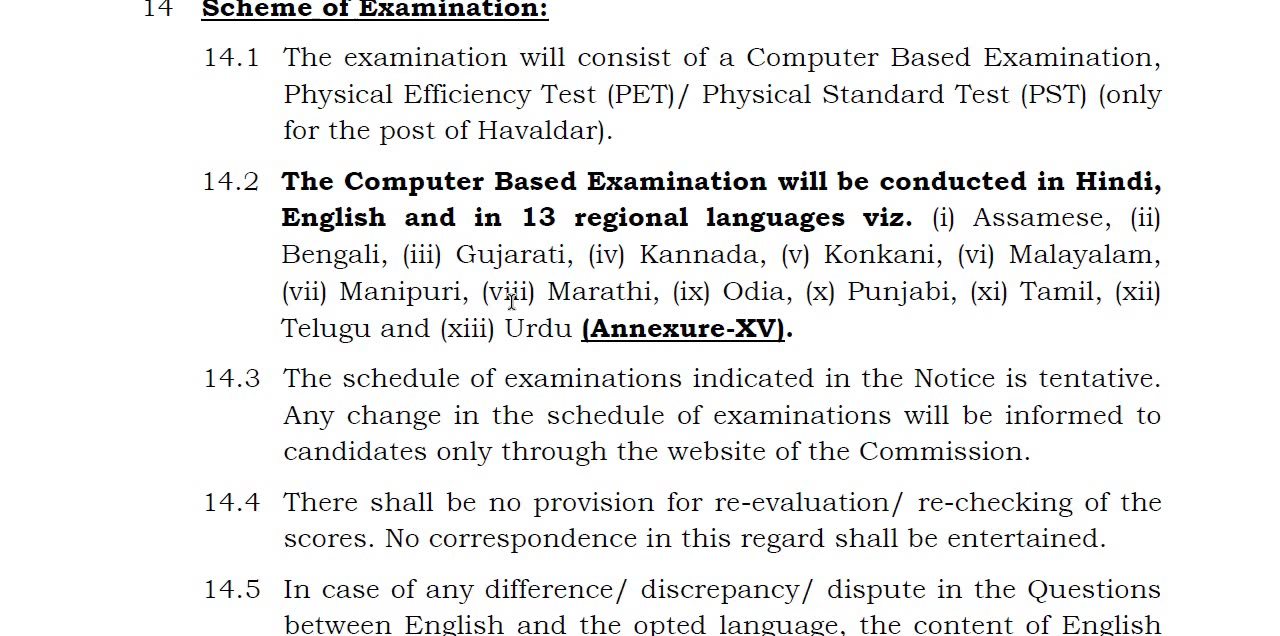 14 Scheme of Examination:
14.1 The examination will consist of a Computer Based Examination,
Physical Efficiency Test (PET)/ Physical Standard Test (PST) (only
for the post of Havaldar).
14.2 The Computer Based Examination will be conducted in Hindi,
English and in 13 regional languages viz. (i) Assamese, (ii)
Bengali, (iii) Gujarati, (iv) Kannada, (v) Konkani, (vi) Malayalam,
(vii) Manipuri, (viii) Marathi, (ix) Odia, (x) Punjabi, (xi) Tamil, (xii)
Telugu and (xiii) Urdu (Annexure-XV).
14.3 The schedule of examinations indicated in the Notice is tentative.
Any change in the schedule of examinations will be informed to
candidates only through the website of the Commission.
14.4 There shall be no provision for re-evaluation/ re-checking of the
scores. No correspondence in this regard shall be entertained.
14.5 In case of any difference/ discrepancy/ dispute in the Questions
between English and the opted language, the content of English